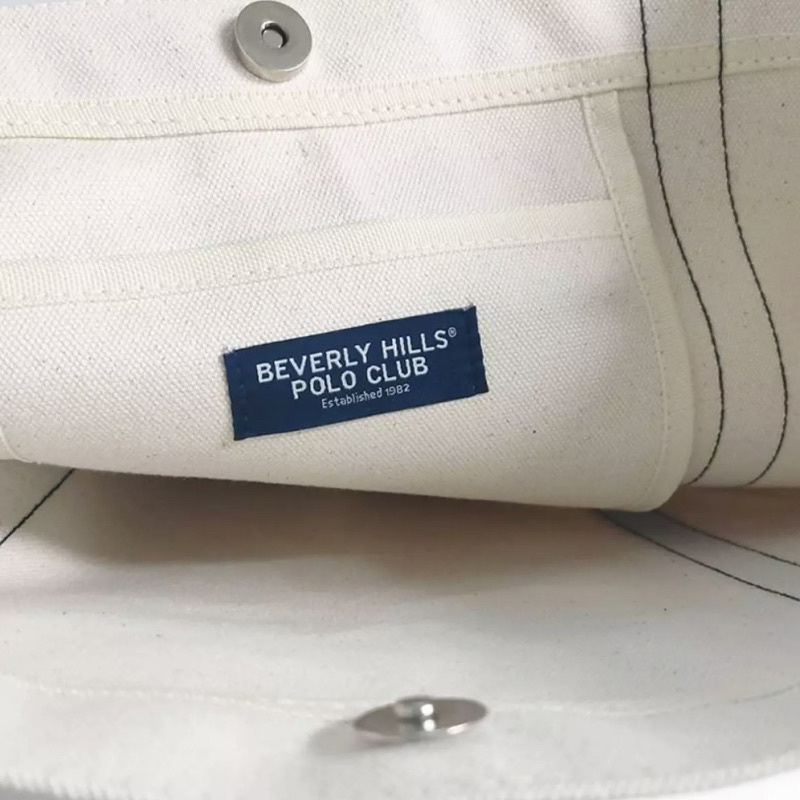 BEVERLY HILLS®
POLO CLUB
Established 1982